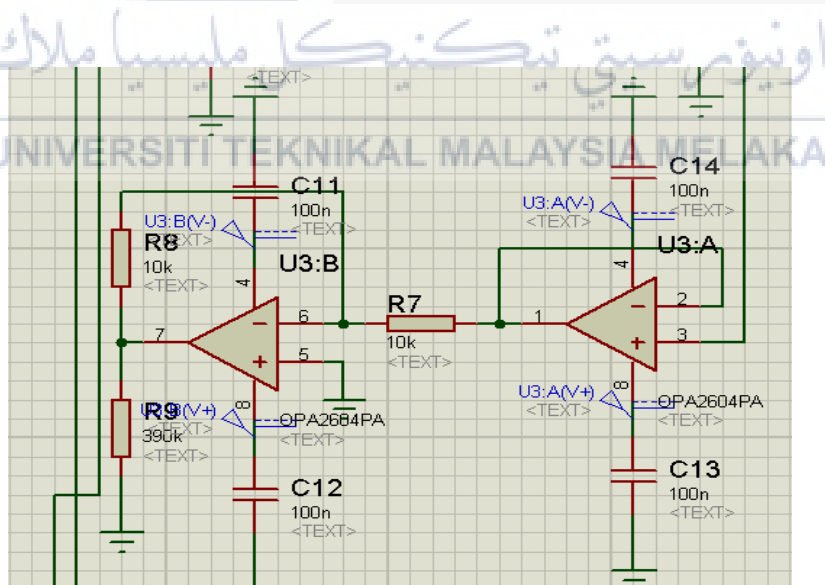 اونيورسيتي تيكنيكل مليسيا ملاك
<TEXT>
UNIVERSITI TEKNIKAL MALAYSIA MELAKA
C11
100n
<TEXT>
C14
100n
<TEXT>
U3:B(V-)
<TEXT>
U3:A(V-)
<TEXT>
R8
10k
<TEXT>
U3:B
U3:A
4
4
7
6
5
R7
10k
<TEXT>
1
2
3
8
8
U3:B(V+)
<TEXT>
R9
390k
<TEXT>
OPA2604PA
<TEXT>
U3:A(V+)
<TEXT>
OPA2604PA
<TEXT>
C12
100n
<TEXT>
C13
100n
<TEXT>